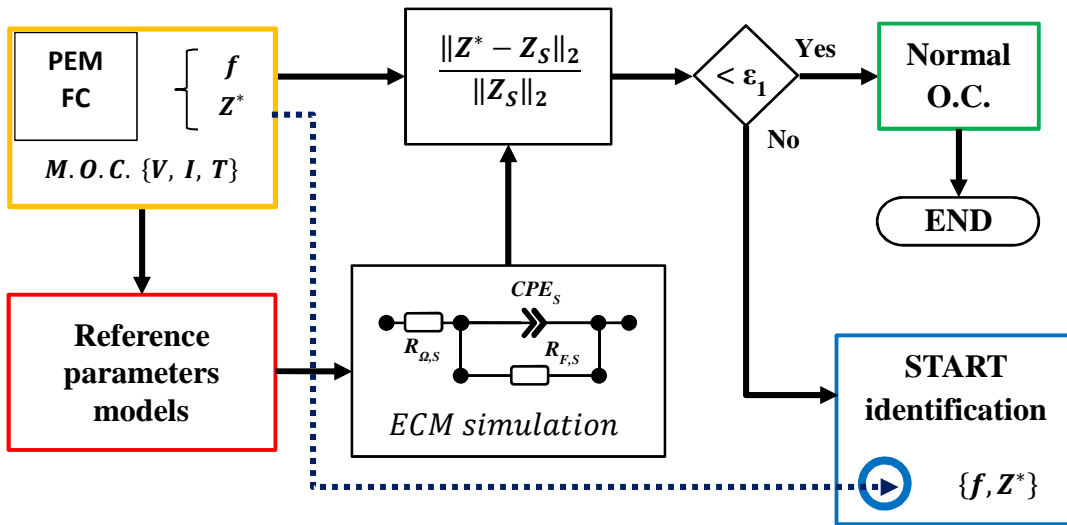 PEM
FC
f
Z*
M.O.C. {V, I, T}
‖Z* − Z_S‖₂
‖Z_S‖₂
< ε₁
Yes
No
Normal
O.C.
END
Reference
parameters
models
CPE_S
R_Ω,S
R_F,S
ECM simulation
START
identification
{f, Z*}